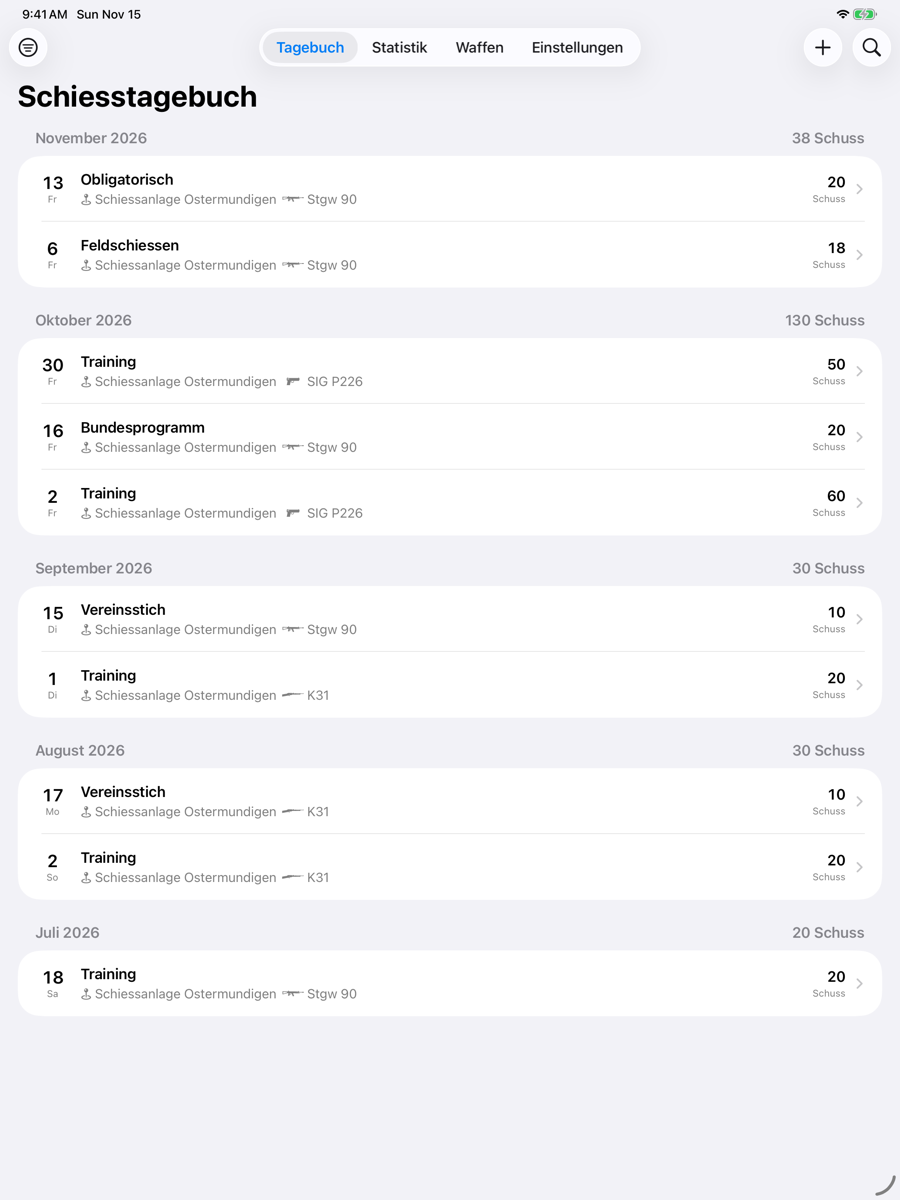 9:41 AM Sun Nov 15
Tagebuch Statistik Waffen Einstellungen
Schiesstagebuch
November 2026 38 Schuss
13 Obligatorisch 20
Fr Schiessanlage Ostermundigen Stgw 90 Schuss
6 Feldschiessen 18
Fr Schiessanlage Ostermundigen Stgw 90 Schuss
Oktober 2026 130 Schuss
30 Training 50
Fr Schiessanlage Ostermundigen SIG P226 Schuss
16 Bundesprogramm 20
Fr Schiessanlage Ostermundigen Stgw 90 Schuss
2 Training 60
Fr Schiessanlage Ostermundigen SIG P226 Schuss
September 2026 30 Schuss
15 Vereinsstich 10
Di Schiessanlage Ostermundigen Stgw 90 Schuss
1 Training 20
Di Schiessanlage Ostermundigen K31 Schuss
August 2026 30 Schuss
17 Vereinsstich 10
Mo Schiessanlage Ostermundigen K31 Schuss
2 Training 20
So Schiessanlage Ostermundigen K31 Schuss
Juli 2026 20 Schuss
18 Training 20
Sa Schiessanlage Ostermundigen Stgw 90 Schuss